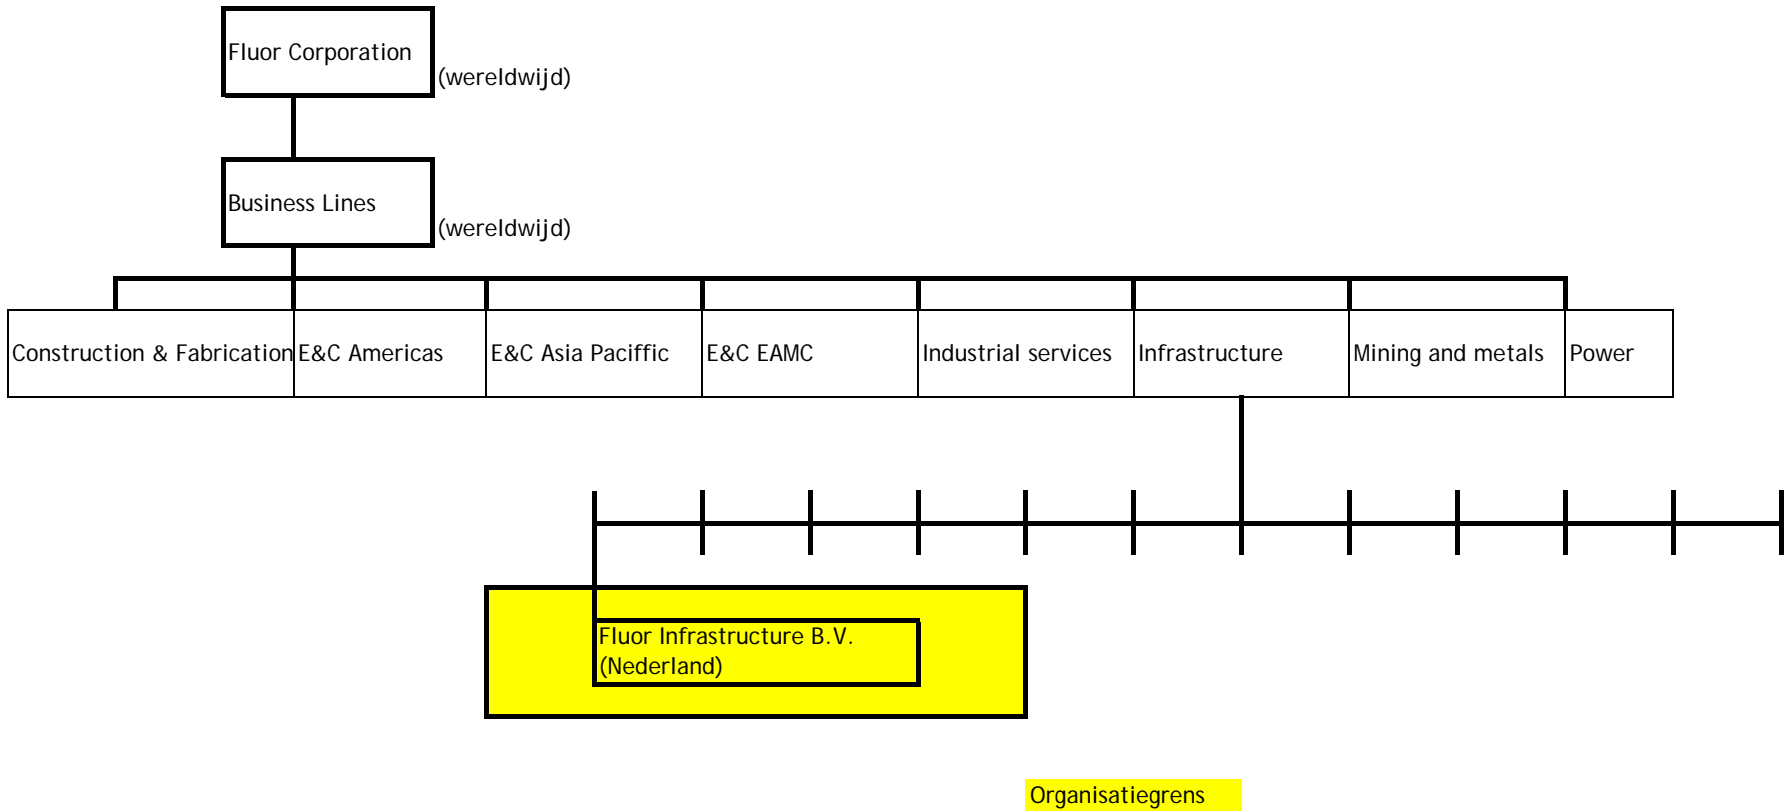 Fluor Corporation
(wereldwijd)
Business Lines
(wereldwijd)
Construction & Fabrication
E&C Americas
E&C Asia Paciffic
E&C EAMC
Industrial services
Infrastructure
Mining and metals
Power
Fluor Infrastructure B.V.
(Nederland)
Organisatiegrens